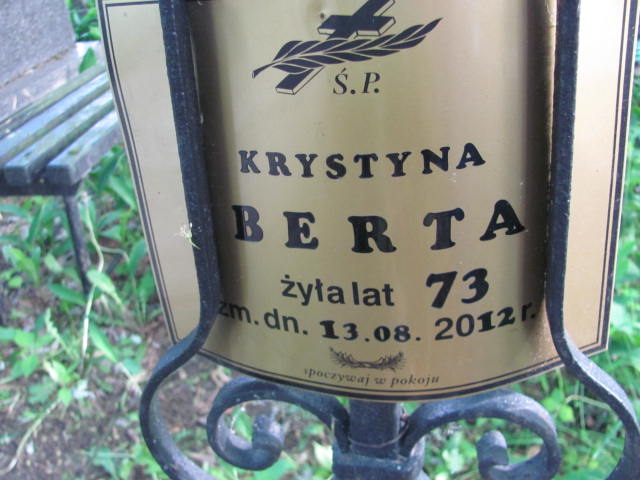 Ś.P.
KRYSTYNA
BERTA
żyła lat 73
zm. dn. 13.08.2012 r.
spoczywaj w pokoju